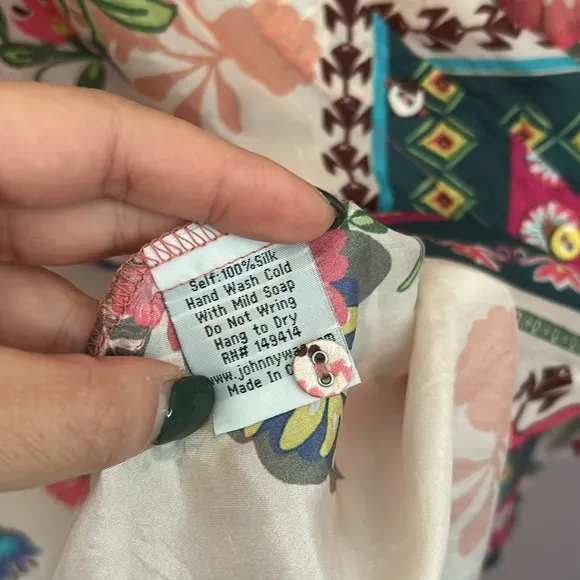 Self:100%Silk
Hand Wash Cold
With Mild Soap
Do Not Wring
Hang to Dry
RN# 149414
Made In